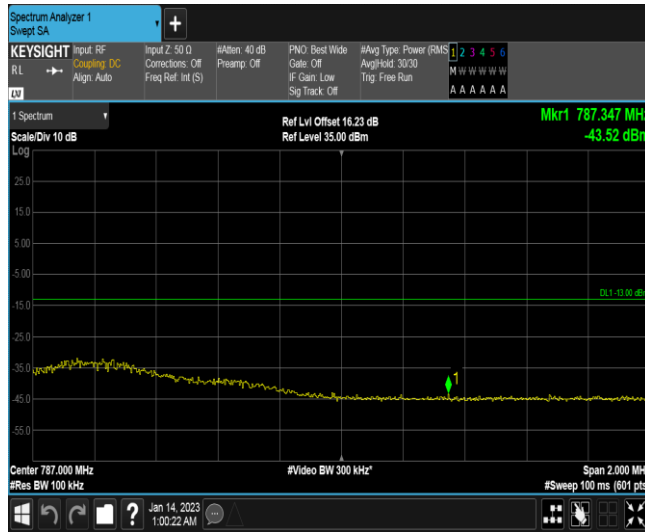 Spectrum Analyzer 1
Swept SA
+
KEYSIGHT
RL
LXI
Input: RF
Coupling: DC
Align: Auto
Input Z: 50 Ω
Corrections: Off
Freq Ref: Int (S)
#Atten: 40 dB
Preamp: Off
PNO: Best Wide
Gate: Off
IF Gain: Low
Sig Track: Off
#Avg Type: Power (RMS
Avg|Hold: 30/30
Trig: Free Run
1 2 3 4 5 6
M W W W W W
A A A A A A
1 Spectrum
Scale/Div 10 dB
Ref Lvl Offset 16.23 dB
Ref Level 35.00 dBm
Mkr1 787.347 MHz
-43.52 dBm
Log
25.0
15.0
5.00
-5.00
DL1 -13.00 dBm
-15.0
-25.0
-35.0
1
-45.0
-55.0
Center 787.000 MHz
#Res BW 100 kHz
#Video BW 300 kHz*
Span 2.000 MH
#Sweep 100 ms (601 pts
?
Jan 14, 2023
1:00:22 AM